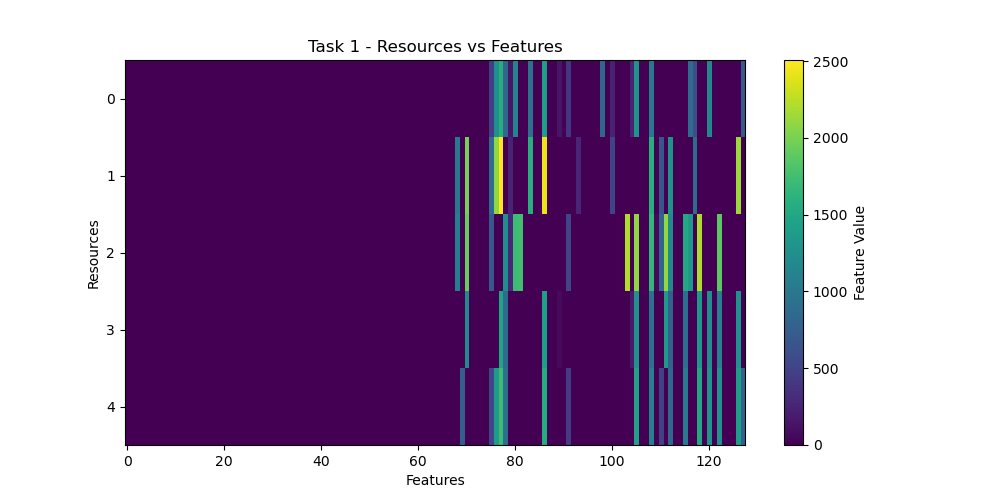 Task 1 - Resources vs Features
Resources
0
1
2
3
4
0 20 40 60 80 100 120
Features
2500
2000
1500
1000
500
0
Feature Value